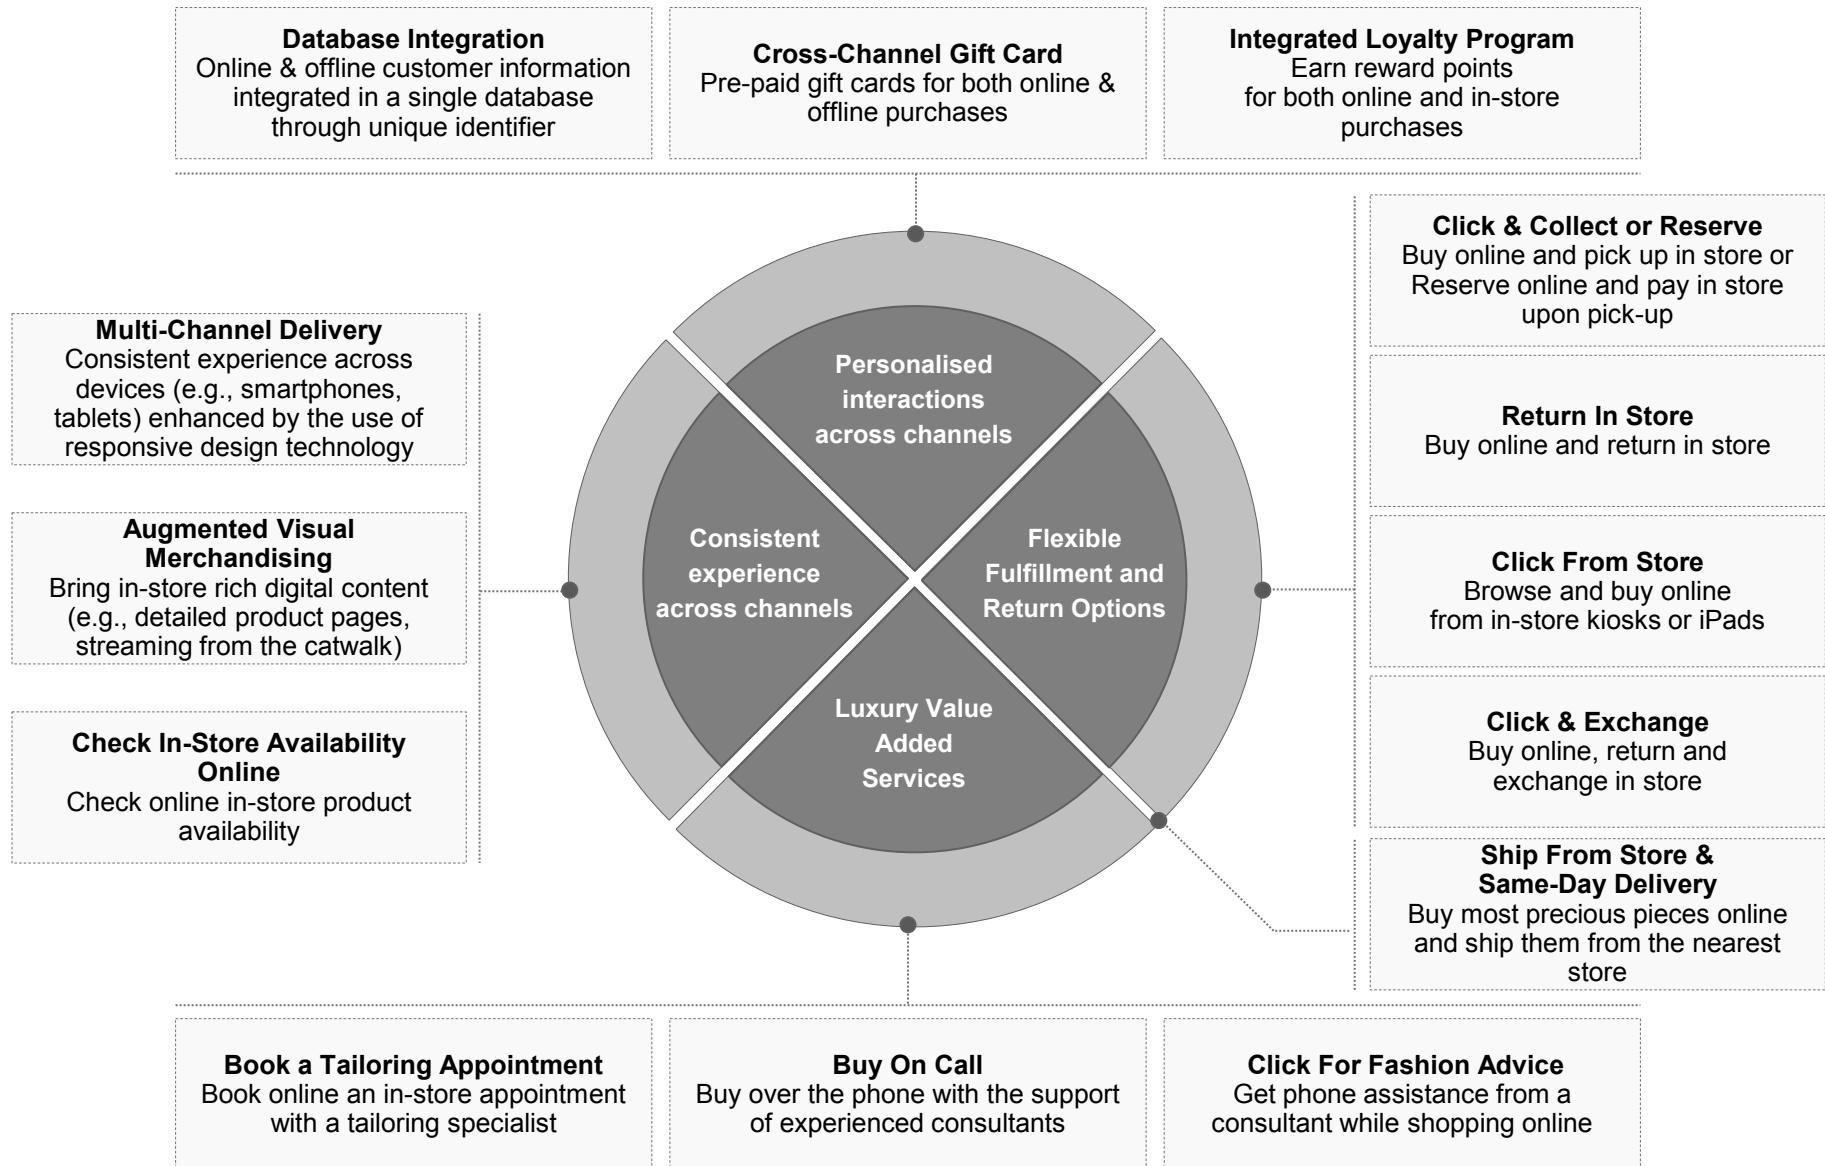 Database Integration
Online & offline customer information
integrated in a single database
through unique identifier
Cross-Channel Gift Card
Pre-paid gift cards for both online &
offline purchases
Integrated Loyalty Program
Earn reward points
for both online and in-store
purchases
Multi-Channel Delivery
Consistent experience across
devices (e.g., smartphones,
tablets) enhanced by the use of
responsive design technology
Augmented Visual
Merchandising
Bring in-store rich digital content
(e.g., detailed product pages,
streaming from the catwalk)
Check In-Store Availability
Online
Check online in-store product
availability
Personalised
interactions
across channels
Consistent
experience
across channels
Flexible
Fulfillment and
Return Options
Luxury Value
Added
Services
Click & Collect or Reserve
Buy online and pick up in store or
Reserve online and pay in store
upon pick-up
Return In Store
Buy online and return in store
Click From Store
Browse and buy online
from in-store kiosks or iPads
Click & Exchange
Buy online, return and
exchange in store
Ship From Store &
Same-Day Delivery
Buy most precious pieces online
and ship them from the nearest
store
Book a Tailoring Appointment
Book online an in-store appointment
with a tailoring specialist
Buy On Call
Buy over the phone with the support
of experienced consultants
Click For Fashion Advice
Get phone assistance from a
consultant while shopping online